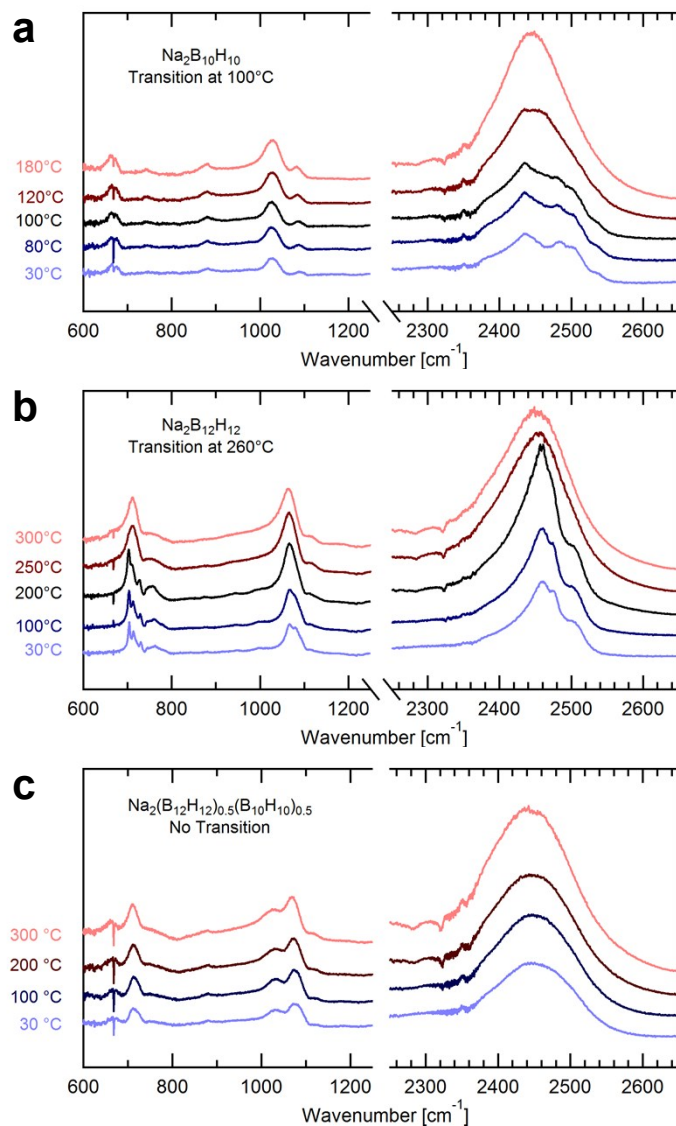 a
Na₂B₁₀H₁₀
Transition at 100°C
180°C
120°C
100°C
80°C
30°C
600 800 1000 1200 2300 2400 2500 2600
Wavenumber [cm⁻¹]
b
Na₂B₁₂H₁₂
Transition at 260°C
300°C
250°C
200°C
100°C
30°C
600 800 1000 1200 2300 2400 2500 2600
Wavenumber [cm⁻¹]
c
Na₂(B₁₂H₁₂)₀.₅(B₁₀H₁₀)₀.₅
No Transition
300 °C
200 °C
100 °C
30 °C
600 800 1000 1200 2300 2400 2500 2600
Wavenumber [cm⁻¹]